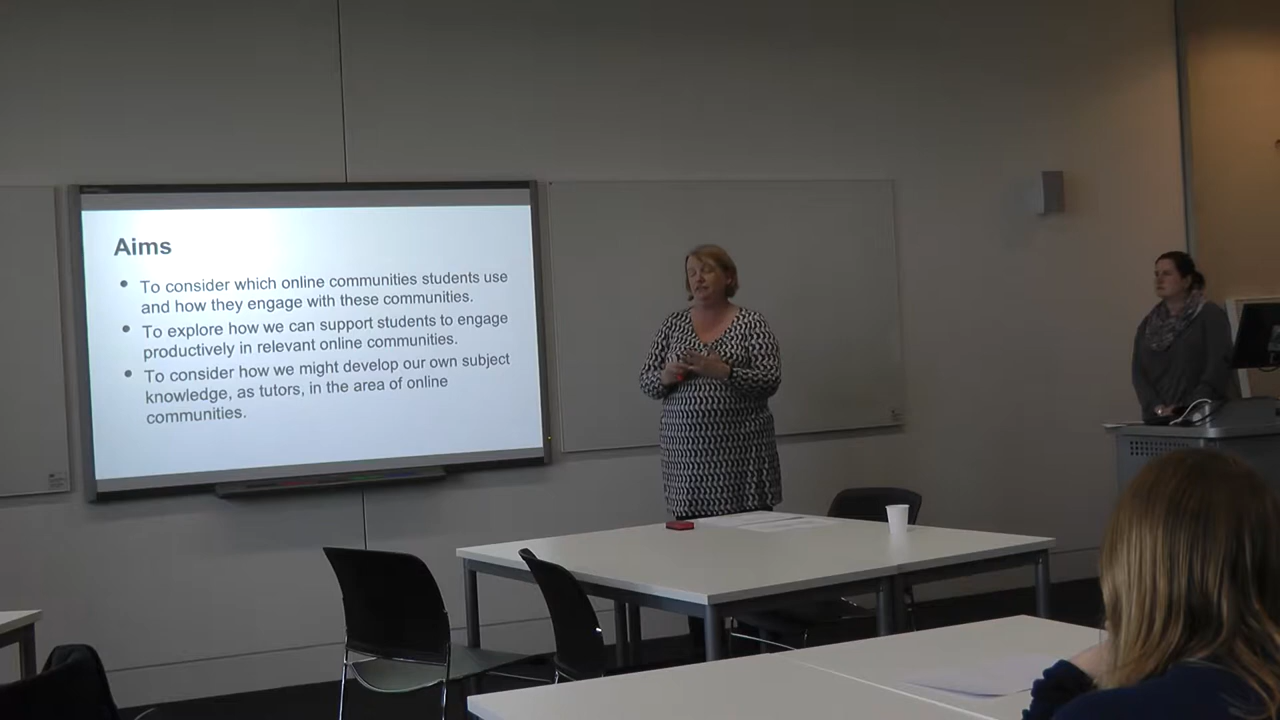 Aims
To consider which online communities students use
and how they engage with these communities.
To explore how we can support students to engage
productively in relevant online communities.
To consider how we might develop our own subject
knowledge, as tutors, in the area of online
communities.